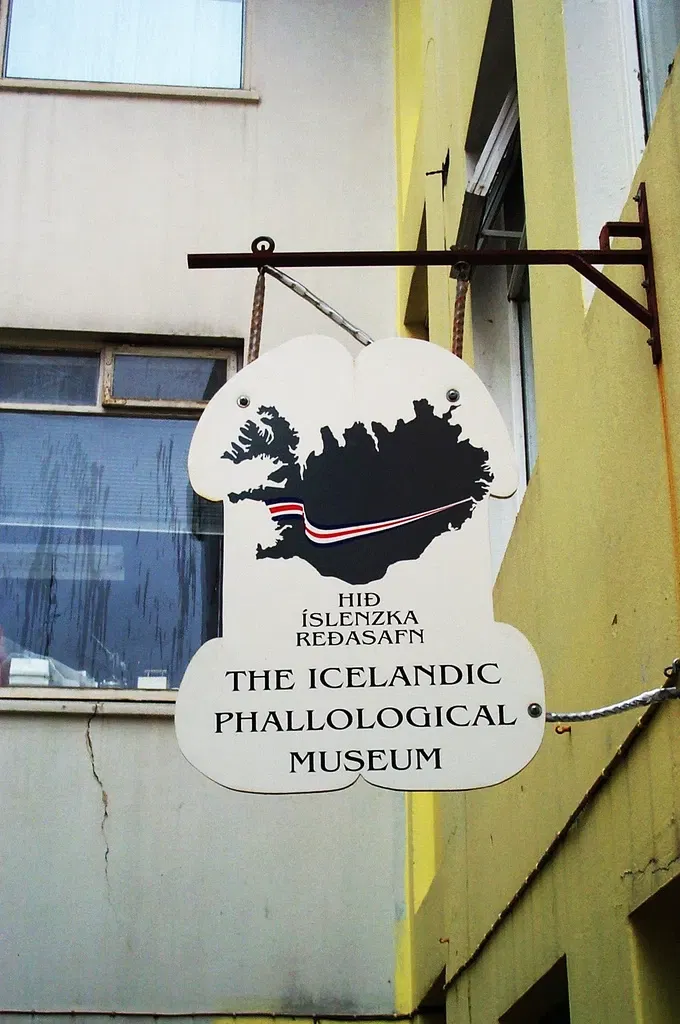 HIÐ
ÍSLENZKA
REÐASAFN
THE ICELANDIC
PHALLOLOGICAL
MUSEUM